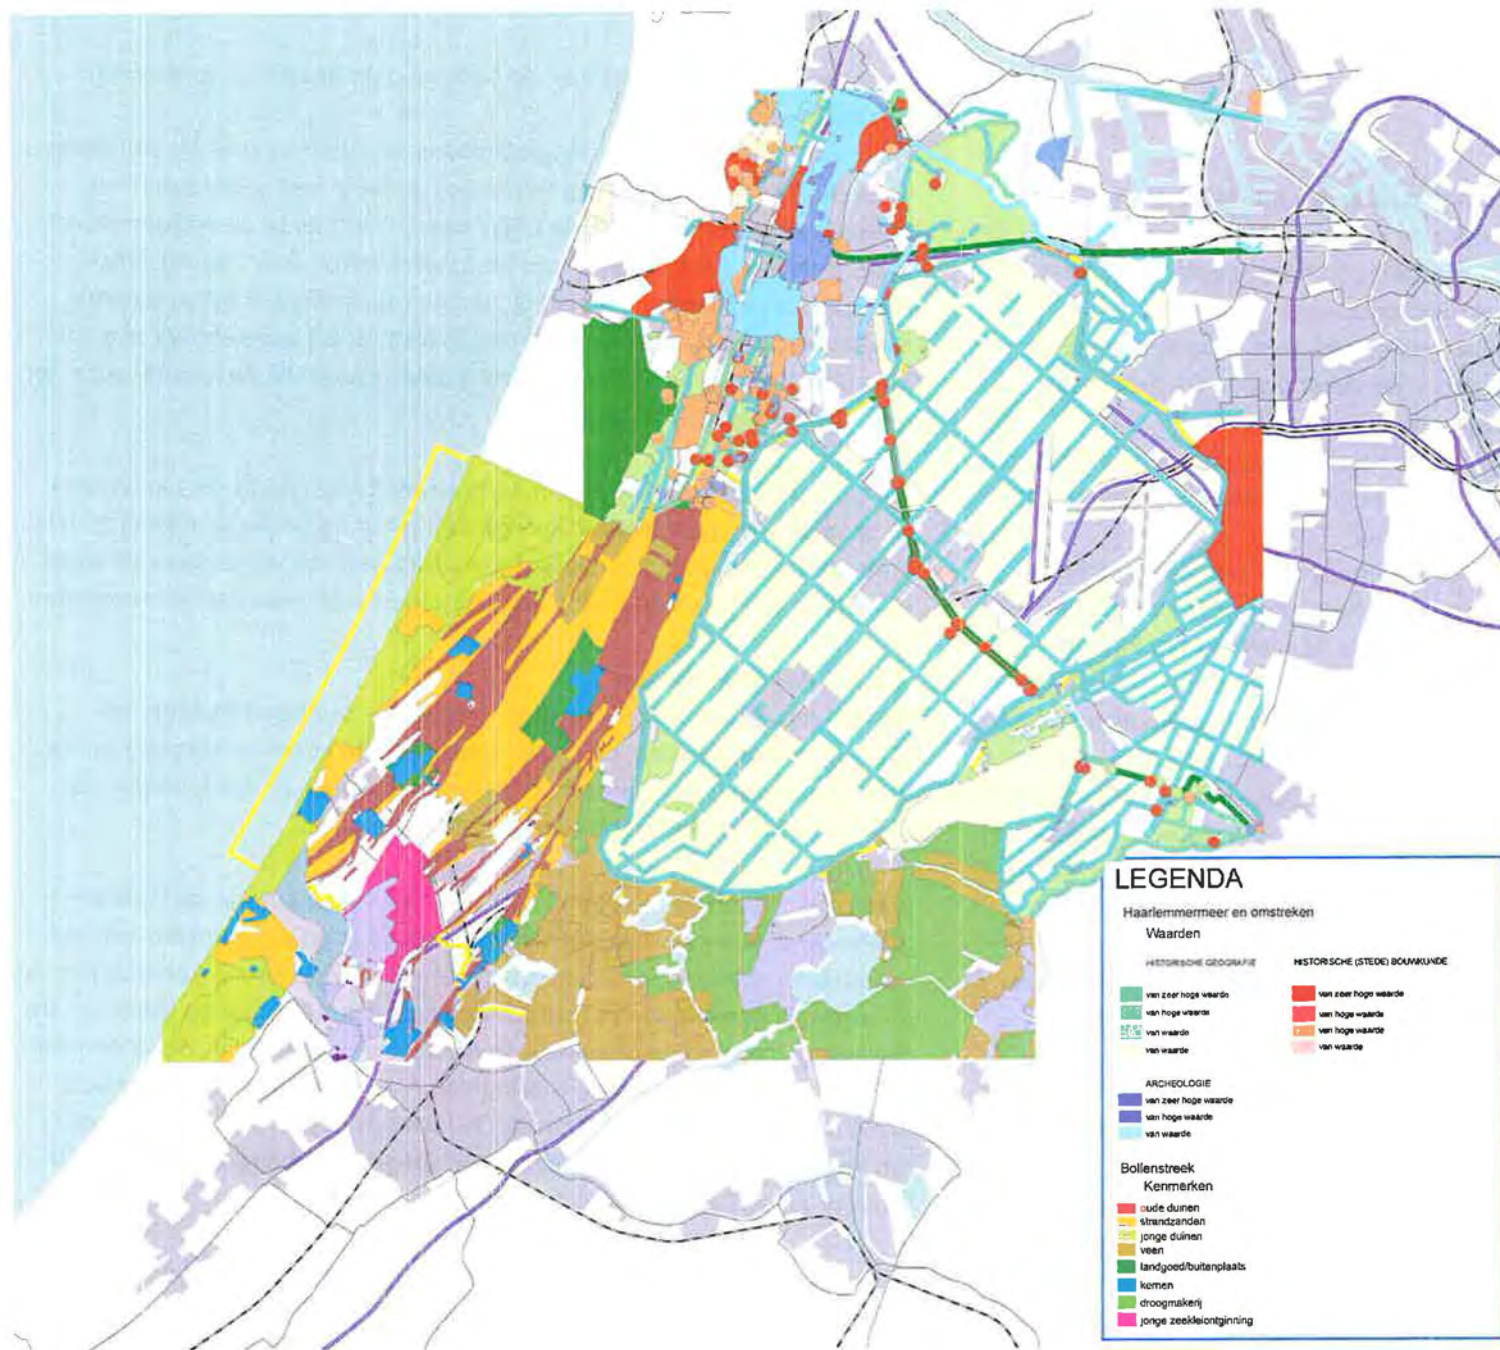 LEGENDA
Haarlemmermeer en omstreken
Waarden
HISTORISCHE GEOGRAFIE
van zeer hoge waarde
van hoge waarde
van waarde
van waarde
HISTORISCHE (STEDE) BOUWKUNDE
van zeer hoge waarde
van hoge waarde
van hoge waarde
van waarde
ARCHEOLOGIE
van zeer hoge waarde
van hoge waarde
van waarde
Bollenstreek
Kenmerken
oude duinen
strandzanden
jonge duinen
veen
landgoed/buitenplaats
kernen
droogmakerij
jonge zeekleiontginning